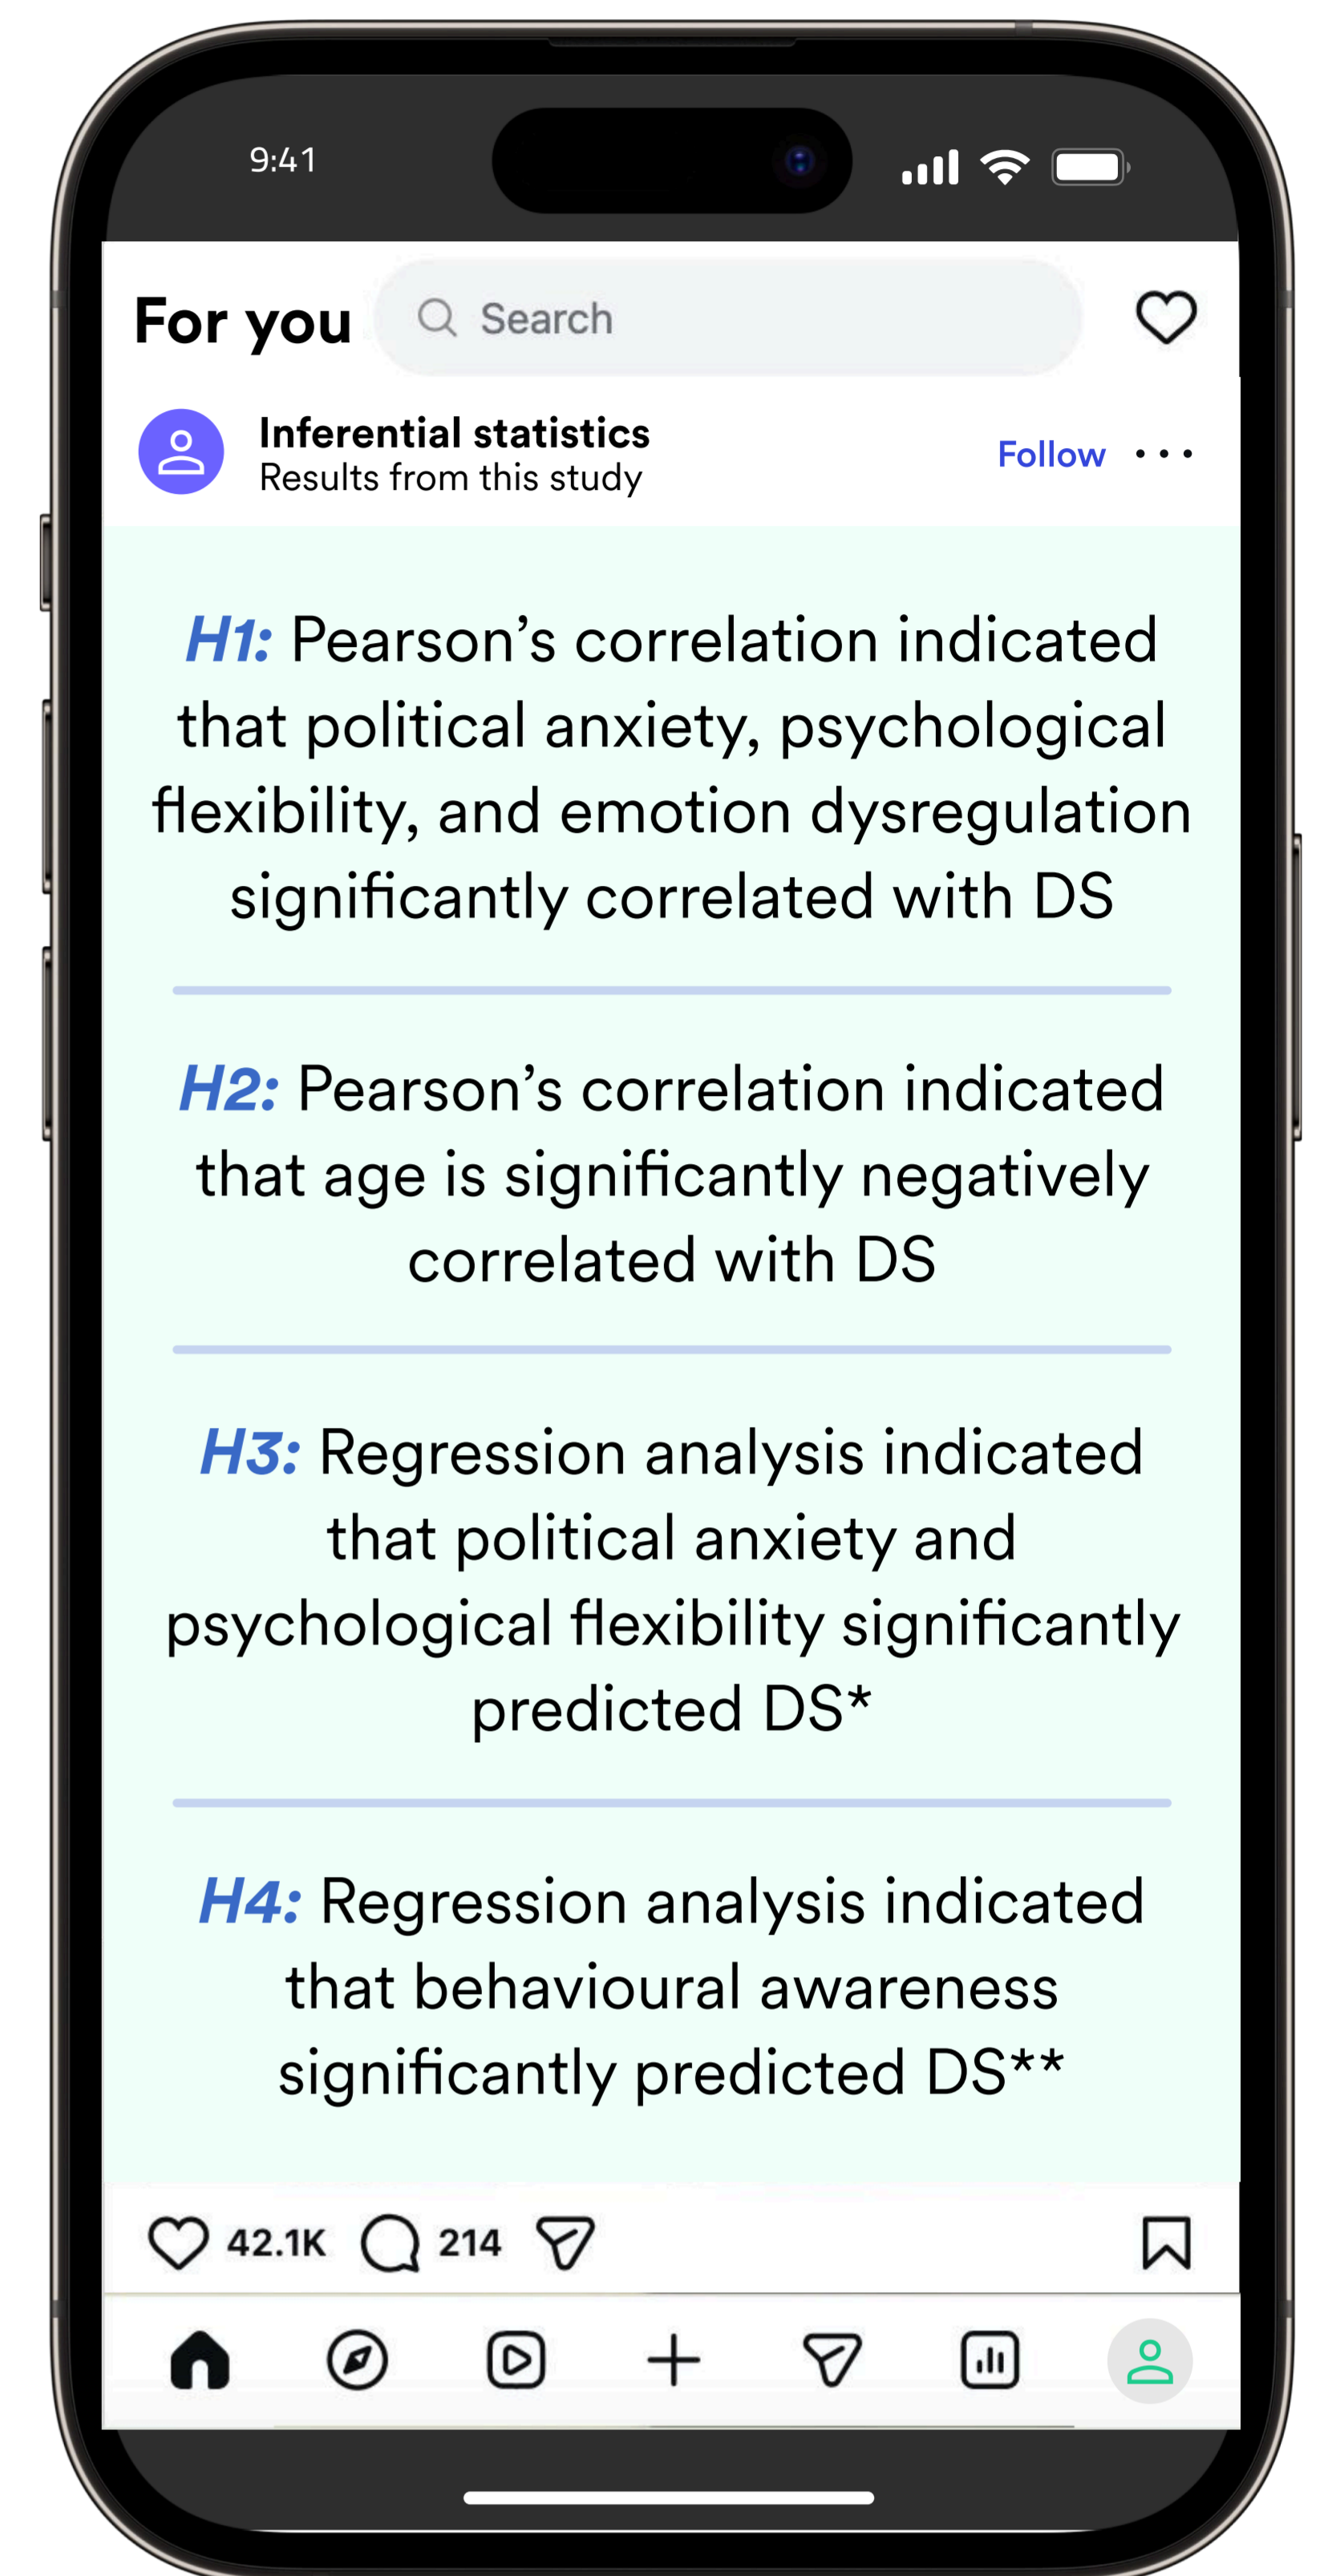 9:41
For you
Search
Inferential statistics
Results from this study
Follow
H1: Pearson’s correlation indicated
that political anxiety, psychological
flexibility, and emotion dysregulation
significantly correlated with DS
H2: Pearson’s correlation indicated
that age is significantly negatively
correlated with DS
H3: Regression analysis indicated
that political anxiety and
psychological flexibility significantly
predicted DS*
H4: Regression analysis indicated
that behavioural awareness
significantly predicted DS**
42.1K 214